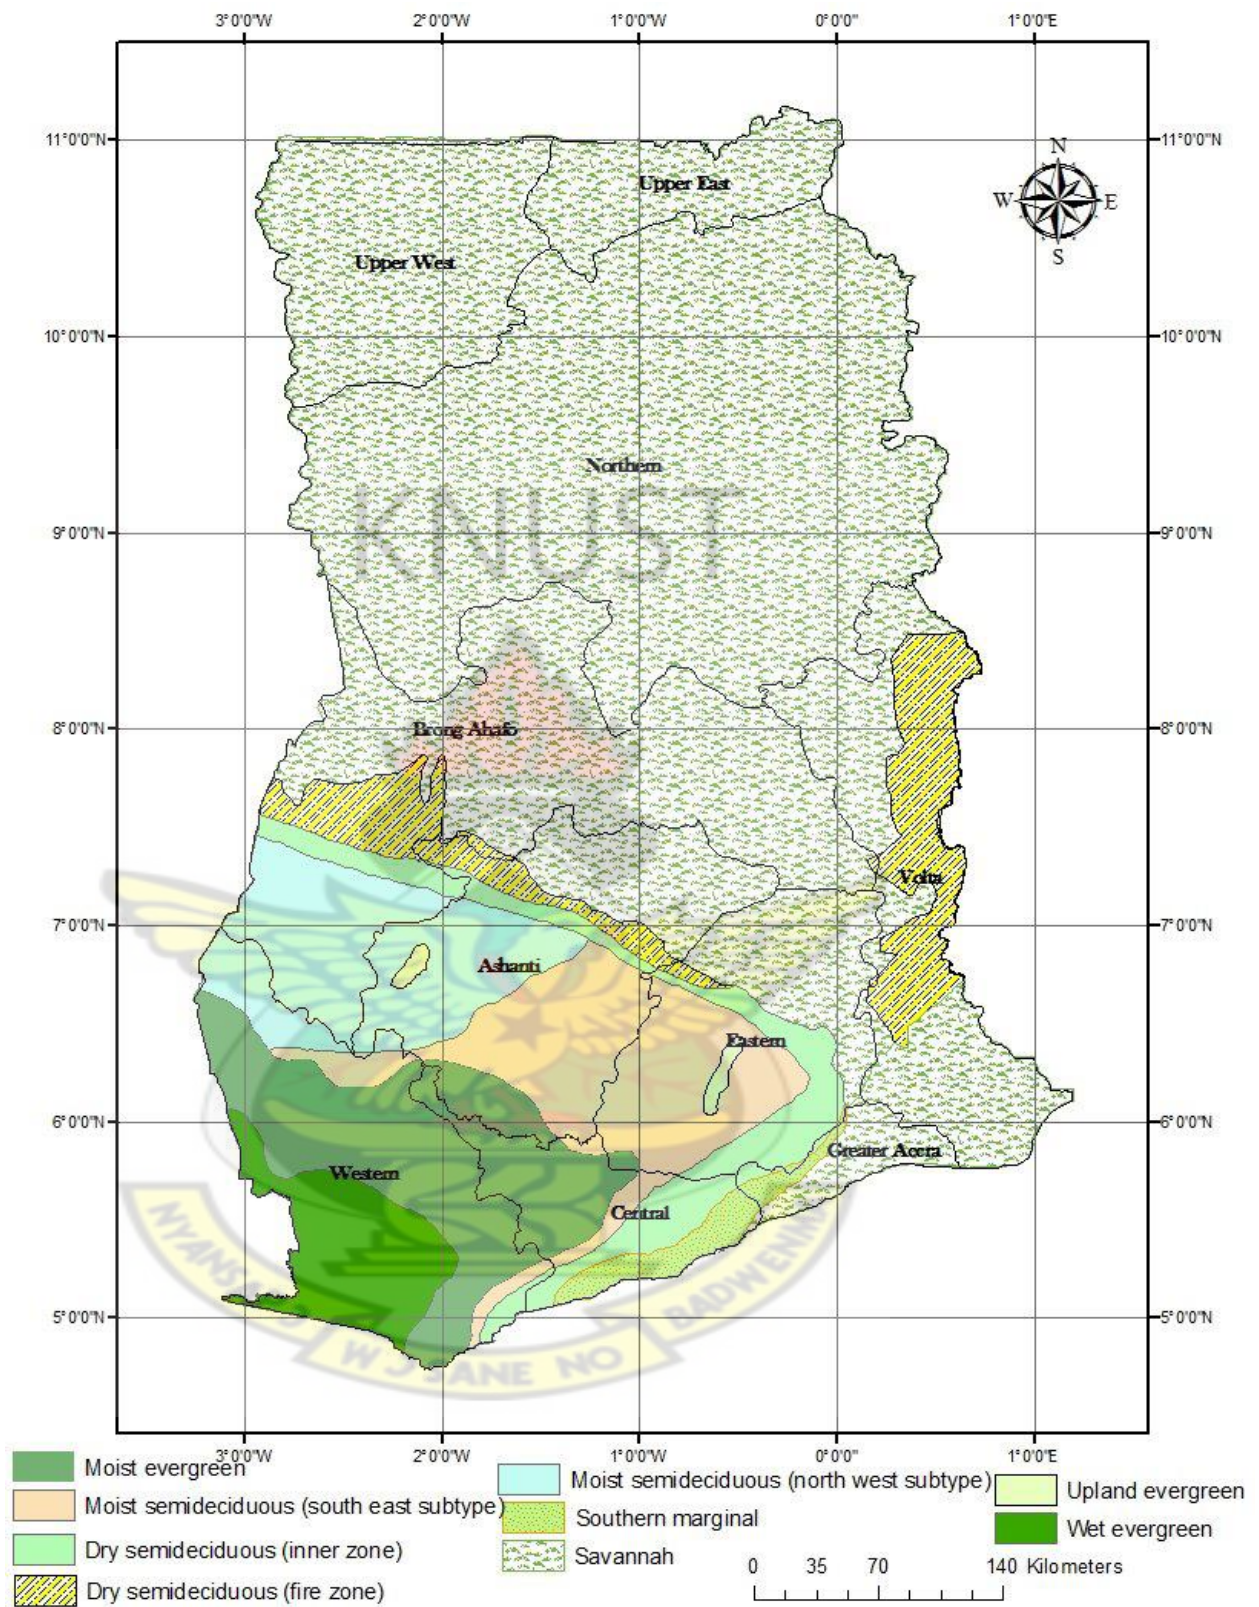 3°0'0"W 2°0'0"W 1°0'0"W 0°0'0" 1°0'0"E
11°0'0"N 11°0'0"N
N
W E
S
Upper East
Upper West
10°0'0"N 10°0'0"N
Northern
KNUST
9°0'0"N 9°0'0"N
8°0'0"N 8°0'0"N
Brong Ahafo
Volta
7°0'0"N 7°0'0"N
Ashanti
Eastern
6°0'0"N 6°0'0"N
Greater Accra
Western
Central
5°0'0"N 5°0'0"N
W J SANE NO
3°0'0"W 2°0'0"W 1°0'0"W 0°0'0" 1°0'0"E
Moist evergreen
Moist semideciduous (south east subtype)
Dry semideciduous (inner zone)
Dry semideciduous (fire zone)
Moist semideciduous (north west subtype)
Southern marginal
Savannah
Upland evergreen
Wet evergreen
0 35 70 140 Kilometers